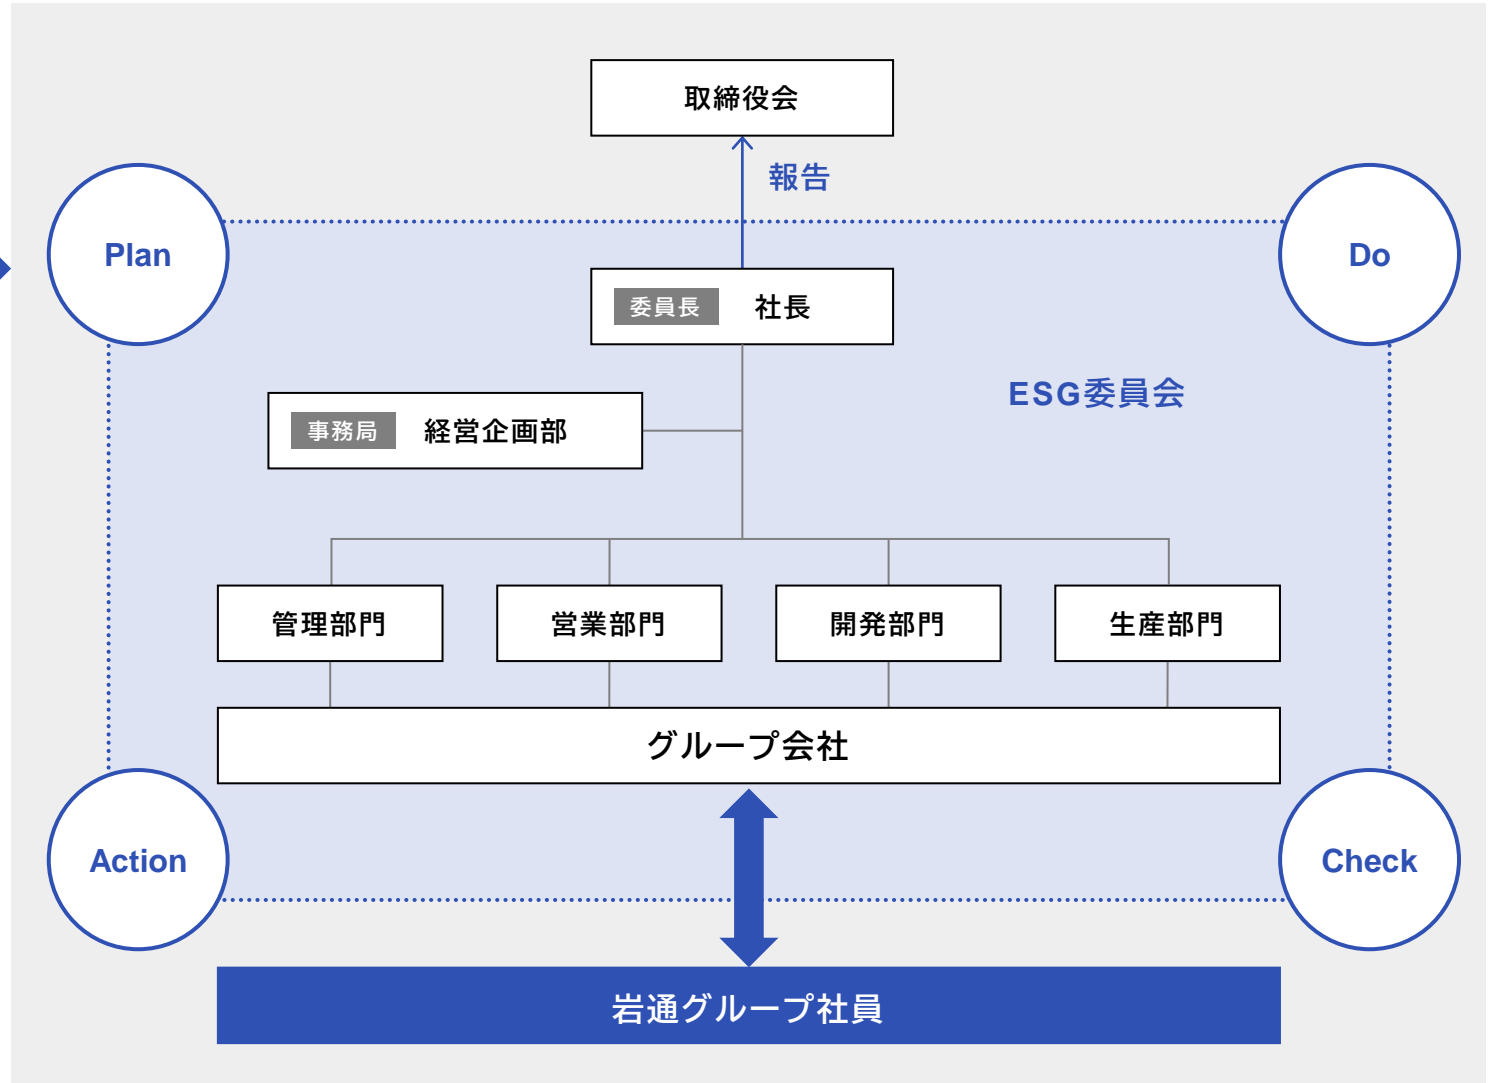 取締役会
報告
Plan
Do
委員長 社長
ESG委員会
事務局 経営企画部
管理部門
営業部門
開発部門
生産部門
グループ会社
Action
Check
岩通グループ社員